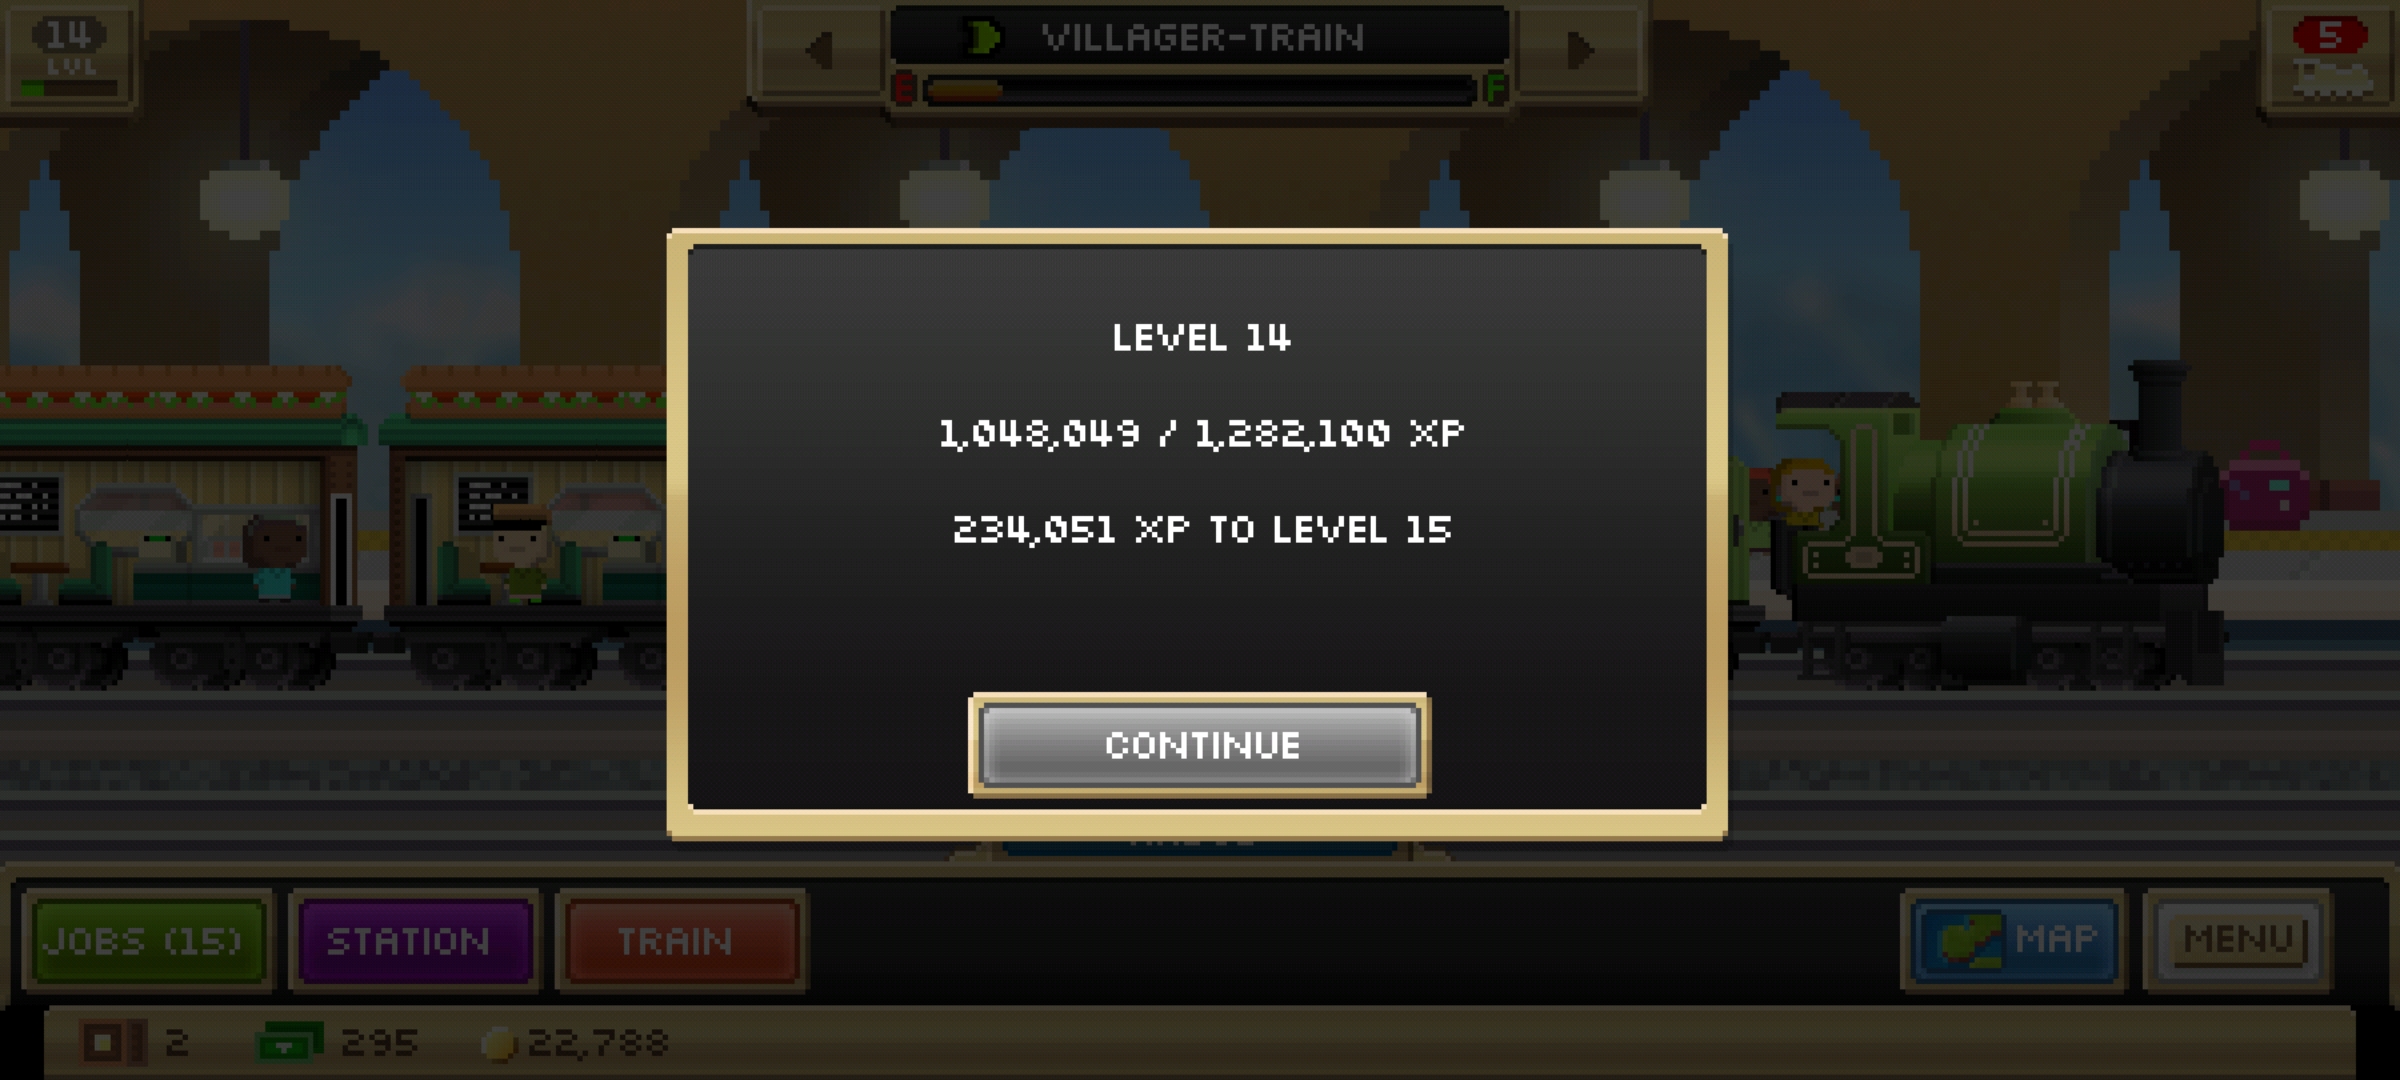 14
LVL
VILLAGER-TRAIN
E F
5
LEVEL 14
1,048,049 / 1,282,100 XP
234,051 XP TO LEVEL 15
CONTINUE
JOBS (15)
STATION
TRAIN
MAP
MENU
2
295
22,788